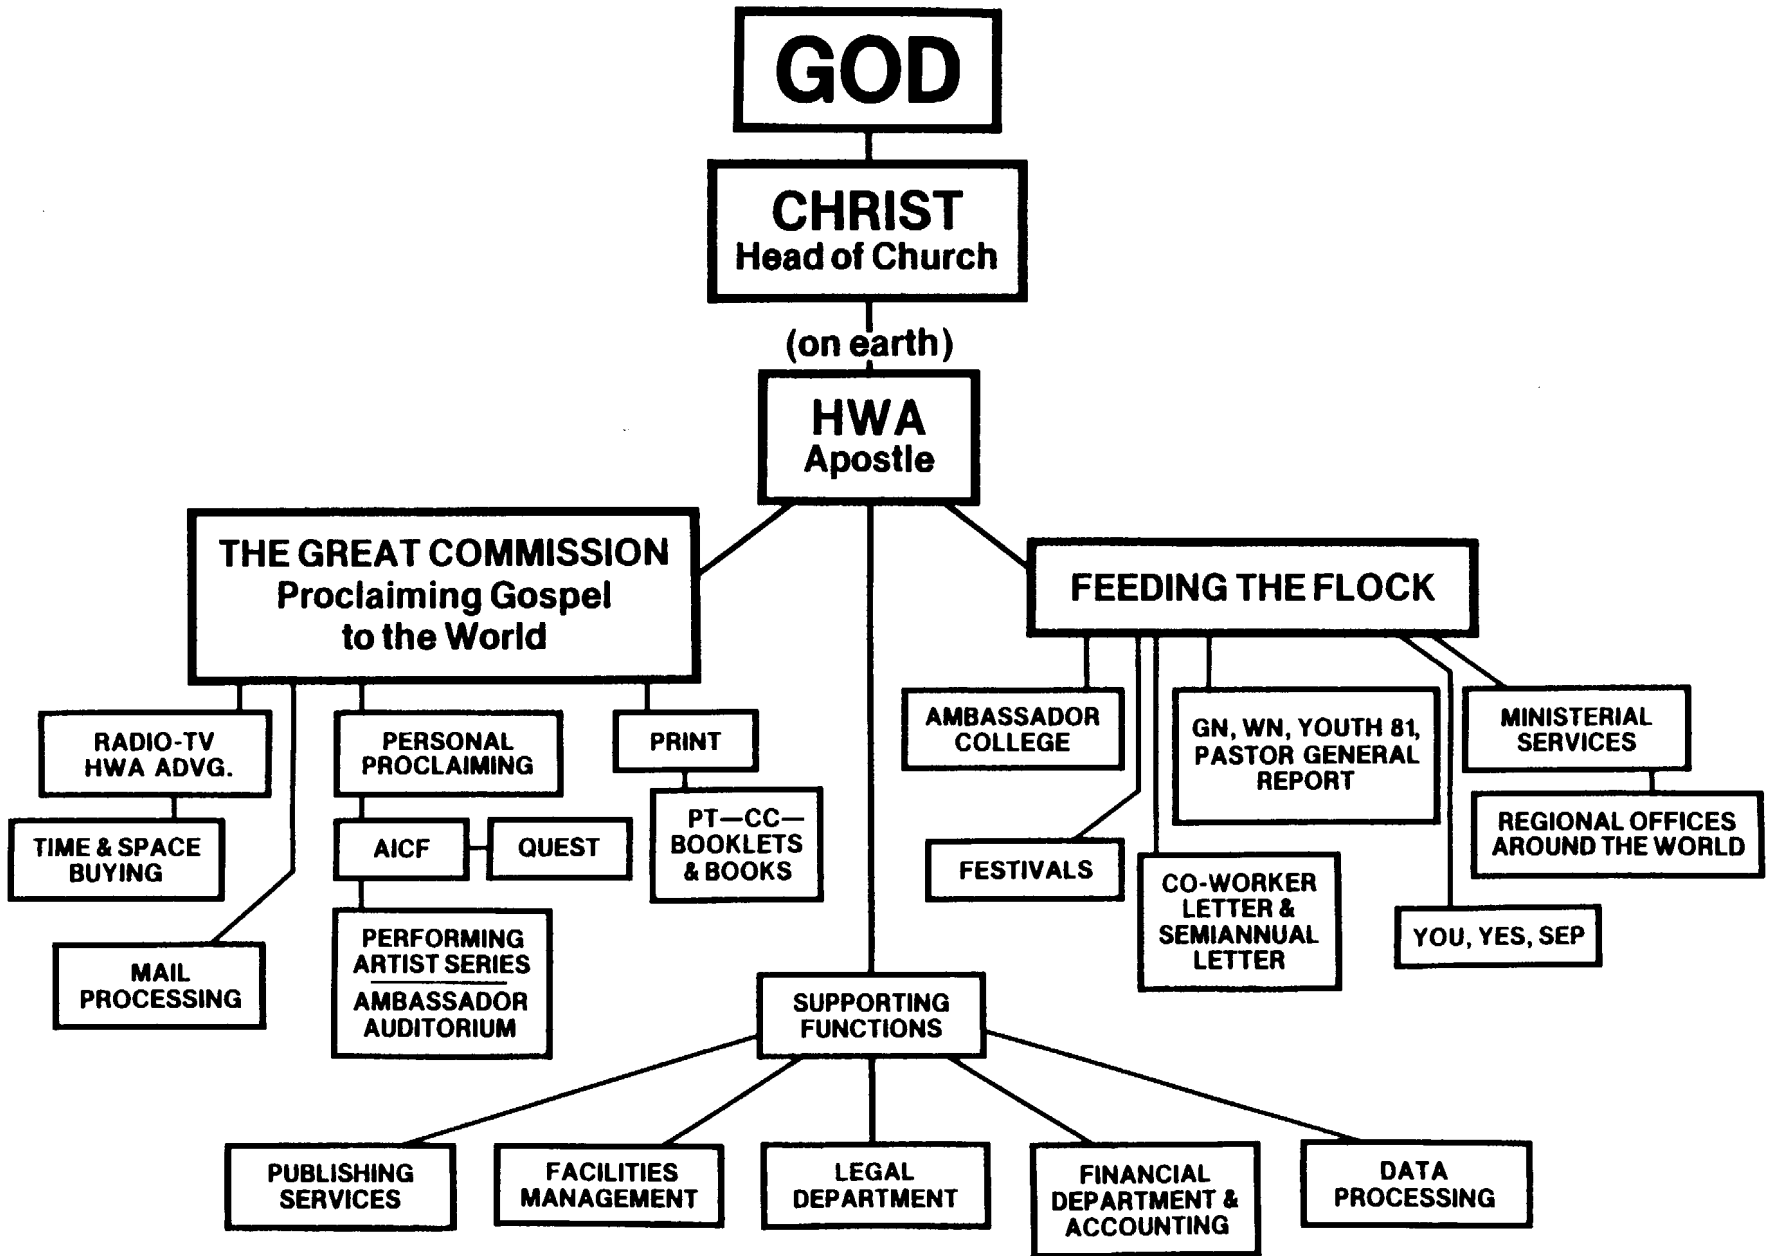 GOD
CHRIST
Head of Church
(on earth)
HWA
Apostle
THE GREAT COMMISSION
Proclaiming Gospel
to the World
FEEDING THE FLOCK
RADIO-TV
HWA ADVG.
TIME & SPACE
BUYING
MAIL
PROCESSING
PERSONAL
PROCLAIMING
AICF
QUEST
PERFORMING
ARTIST SERIES
AMBASSADOR
AUDITORIUM
PRINT
PT—CC—
BOOKLETS
& BOOKS
AMBASSADOR
COLLEGE
FESTIVALS
CO-WORKER
LETTER &
SEMIANNUAL
LETTER
GN, WN, YOUTH 81,
PASTOR GENERAL
REPORT
YOU, YES, SEP
MINISTERIAL
SERVICES
REGIONAL OFFICES
AROUND THE WORLD
SUPPORTING
FUNCTIONS
PUBLISHING
SERVICES
FACILITIES
MANAGEMENT
LEGAL
DEPARTMENT
FINANCIAL
DEPARTMENT &
ACCOUNTING
DATA
PROCESSING